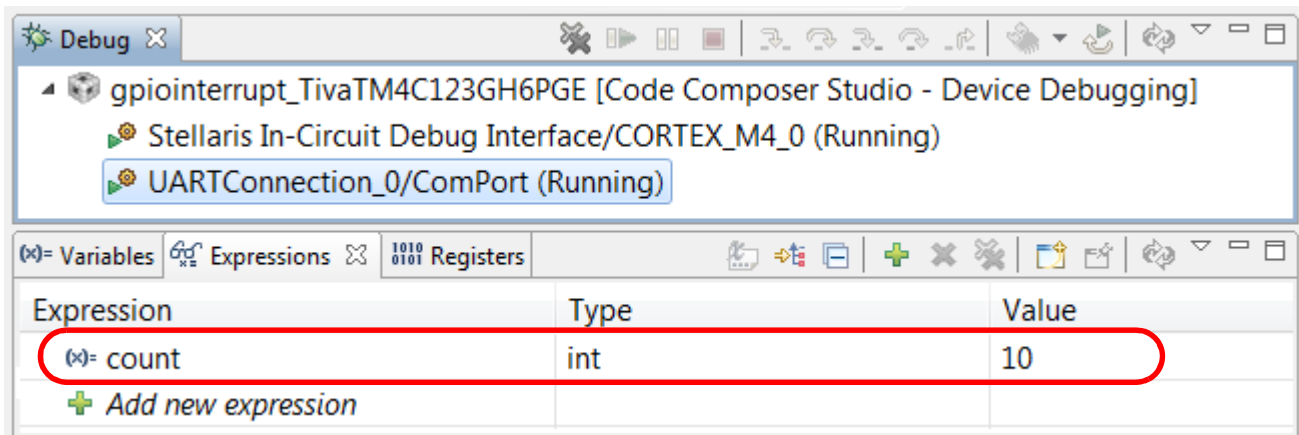 Debug
gpiointerrupt_TivaTM4C123GH6PGE [Code Composer Studio - Device Debugging]
Stellaris In-Circuit Debug Interface/CORTEX_M4_0 (Running)
UARTConnection_0/ComPort (Running)
(x)= Variables Expressions 1010 0101 Registers
Expression Type Value
(x)= count int 10
Add new expression